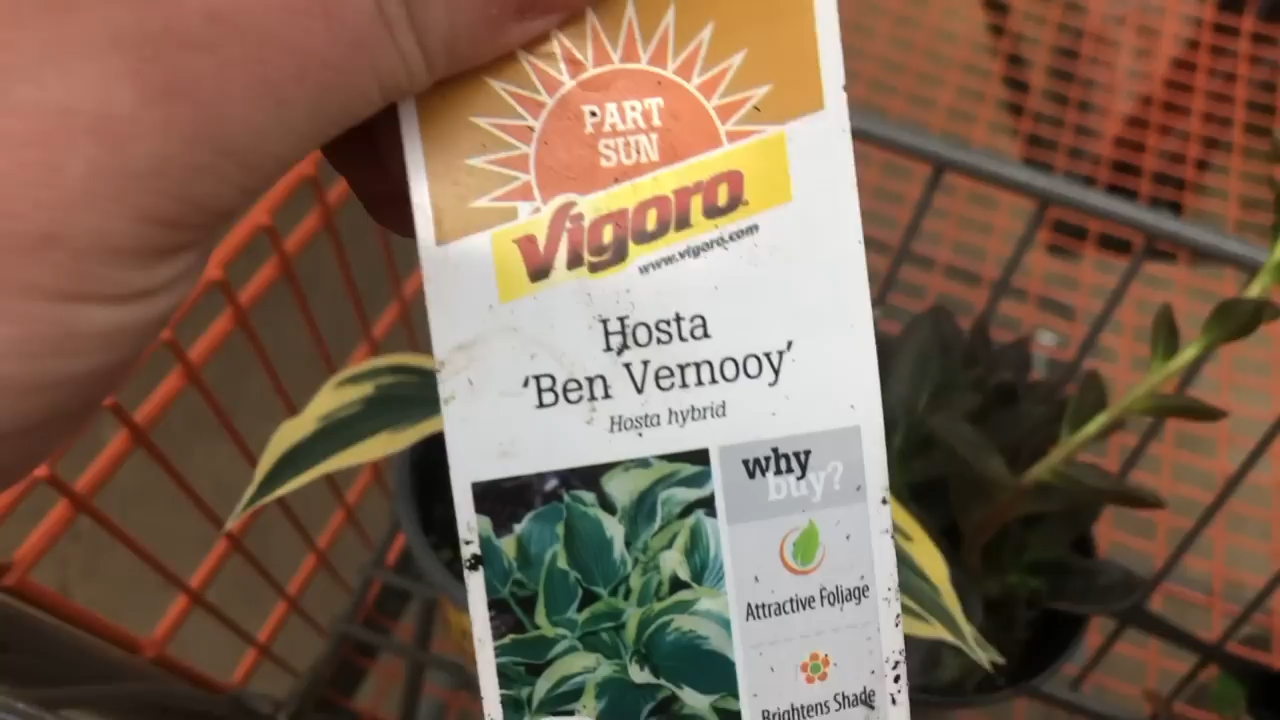 PART
SUN
Vigoro
www.vigoro.com
Hosta
‘Ben Vernooy’
Hosta hybrid
why
buy?
Attractive Foliage
Brightens Shade